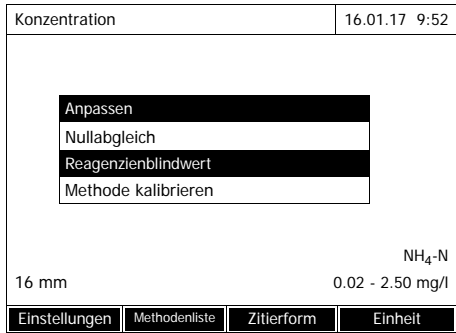 Konzentration 16.01.17 9:52
Anpassen
Nullabgleich
Reagenzienblindwert
Methode kalibrieren
NH₄-N
16 mm 0.02 - 2.50 mg/l
Einstellungen Methodenliste Zitierform Einheit